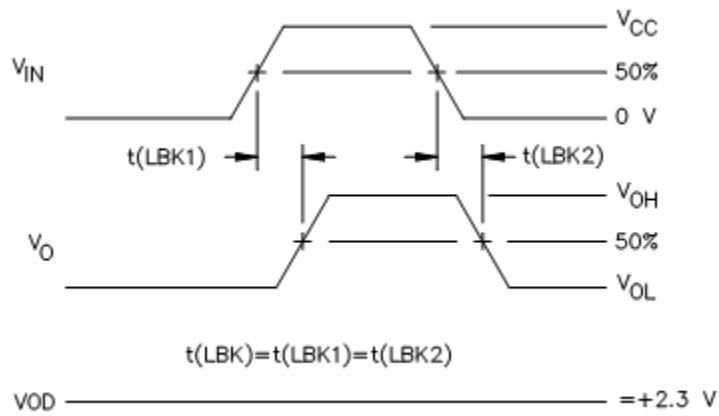 VCC
VIN
50%
0 V
t(LBK1)
t(LBK2)
VOH
VO
50%
VOL
t(LBK)=t(LBK1)=t(LBK2)
VOD
=+2.3 V